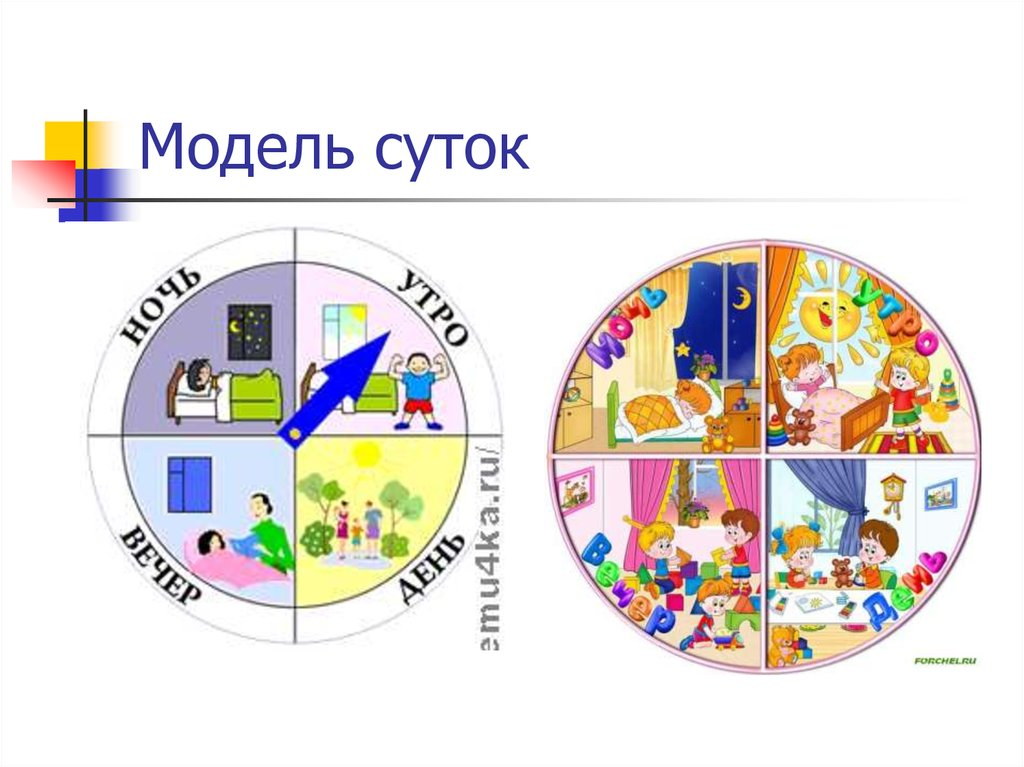 Модель суток
НОЧЬ
УТРО
ВЕЧЕР
ДЕНЬ
emu4ka.ru/
Ночь
Утро
Вечер
День
FORCHEL.RU